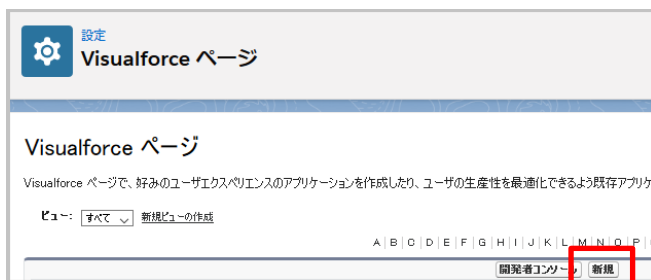 設定
Visualforce ページ
Visualforce ページ
Visualforce ページで、好みのユーザエクスペリエンスのアプリケーションを作成したり、ユーザの生産性を最適化できるよう既存アプリケ
ビュー: すべて 新規ビューの作成
A | B | C | D | E | F | G | H | I | J | K | L | M | N | O | P |
開発者コンソール 新規